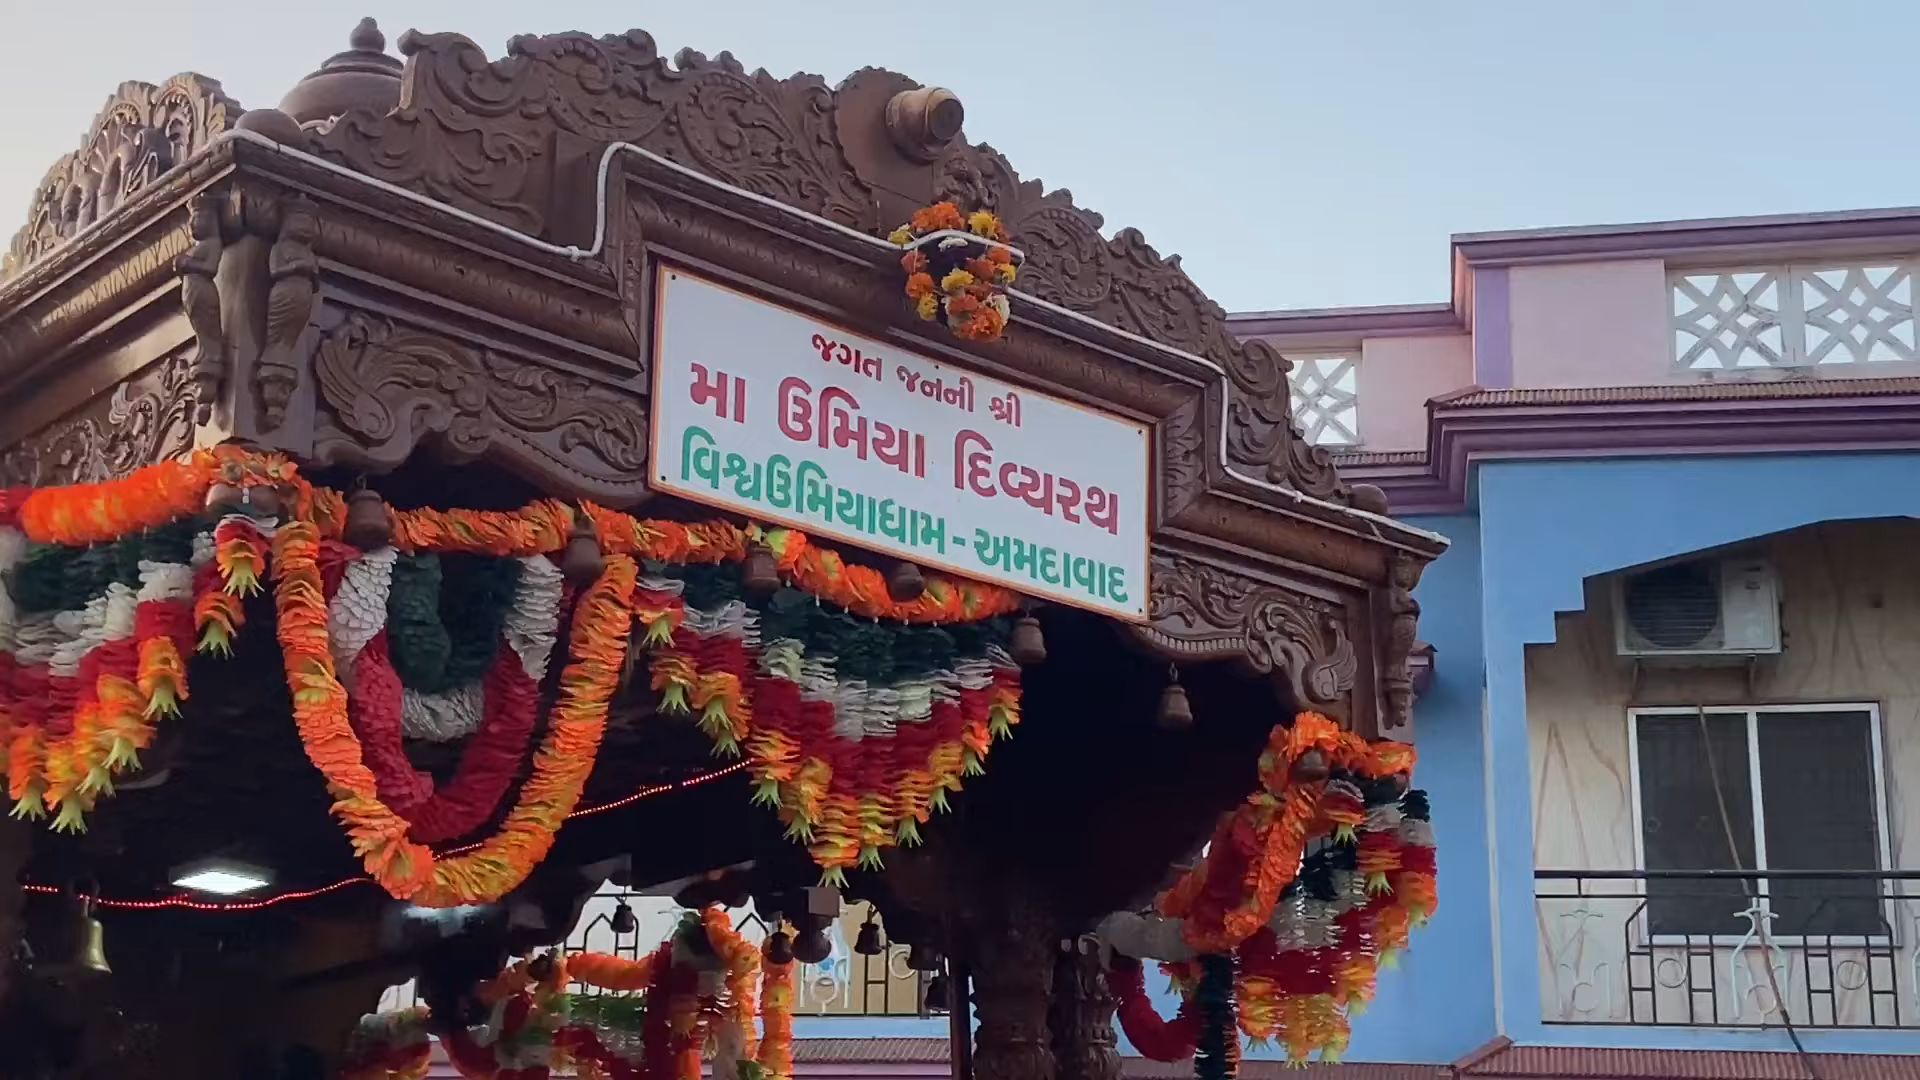 જગત જનની શ્રી
મા ઉમિયા દિવ્યરથ
વિશ્વઉમિયાધામ - અમદાવાદ